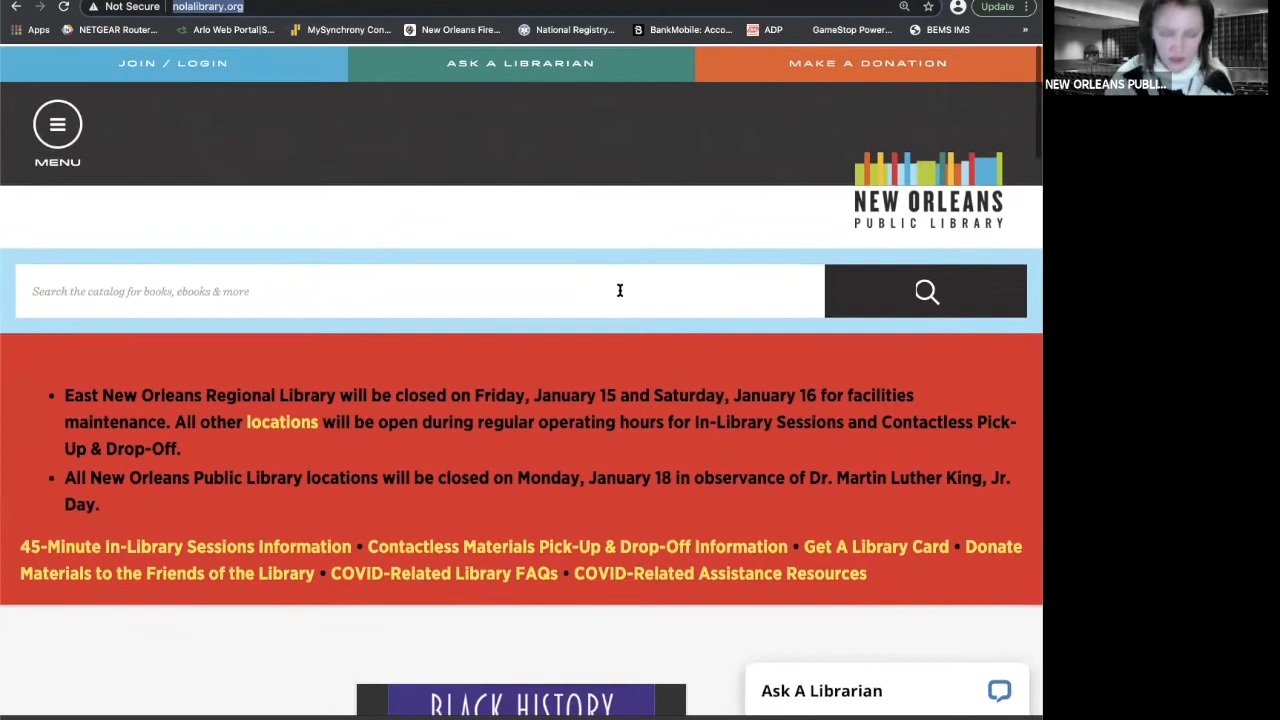 Not Secure
nolalibrary.org
Update
Apps
NETGEAR Router...
Arlo Web Portal|S...
MySynchrony Con...
New Orleans Fire...
National Registry...
BankMobile: Acco...
ADP
GameStop Power...
BEMS IMS
»
NEW ORLEANS PUBLI...
JOIN / LOGIN
ASK A LIBRARIAN
MAKE A DONATION
MENU
NEW ORLEANS
PUBLIC LIBRARY
Search the catalog for books, ebooks & more
• East New Orleans Regional Library will be closed on Friday, January 15 and Saturday, January 16 for facilities
maintenance. All other locations will be open during regular operating hours for In-Library Sessions and Contactless Pick-
Up & Drop-Off.
• All New Orleans Public Library locations will be closed on Monday, January 18 in observance of Dr. Martin Luther King, Jr.
Day.
45-Minute In-Library Sessions Information • Contactless Materials Pick-Up & Drop-Off Information • Get A Library Card • Donate
Materials to the Friends of the Library • COVID-Related Library FAQs • COVID-Related Assistance Resources
BLACK HISTORY
Ask A Librarian